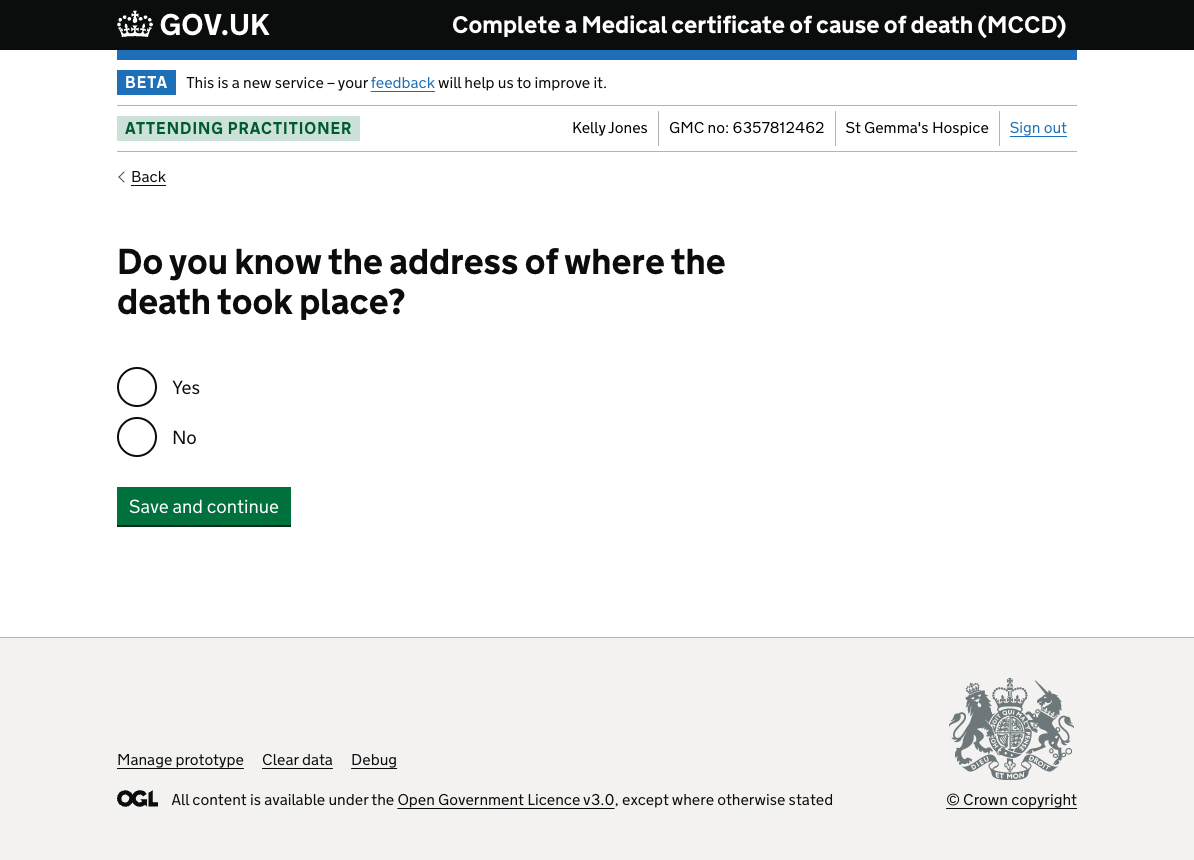 GOV.UK
Complete a Medical certificate of cause of death (MCCD)
BETA This is a new service – your feedback will help us to improve it.
ATTENDING PRACTITIONER
Kelly Jones
GMC no: 6357812462
St Gemma's Hospice
Sign out
Back
Do you know the address of where the
death took place?
Yes
No
Save and continue
Manage prototype
Clear data
Debug
DIEU
ET MON
DROIT
OGL All content is available under the Open Government Licence v3.0, except where otherwise stated
© Crown copyright